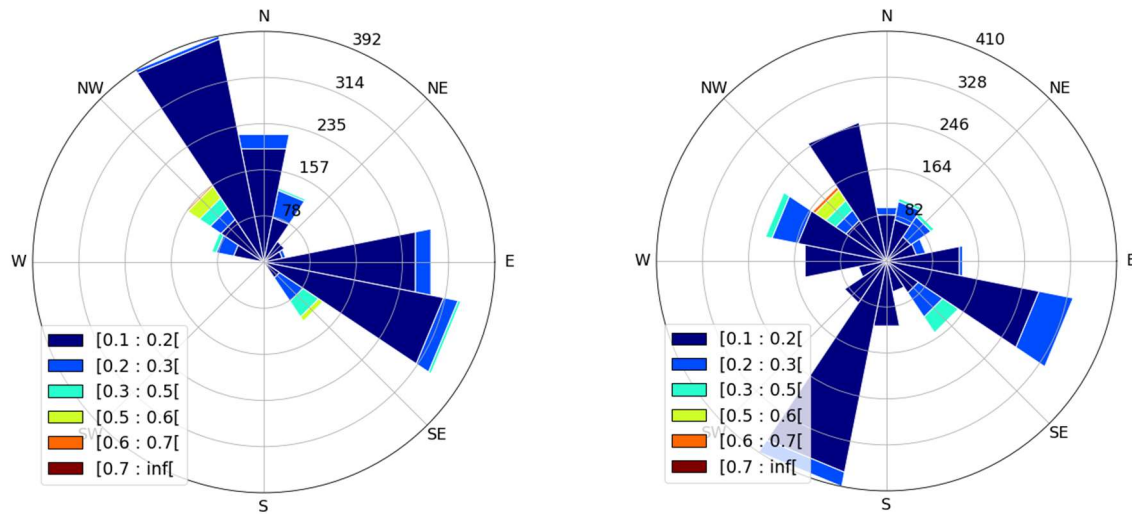 N
392
NW
314
NE
235
157
78
W
E
[0.1 : 0.2[
[0.2 : 0.3[
[0.3 : 0.5[
[0.5 : 0.6[
SW
SE
[0.6 : 0.7[
[0.7 : inf[
S
N
410
NW
328
NE
246
164
82
W
E
[0.1 : 0.2[
[0.2 : 0.3[
[0.3 : 0.5[
[0.5 : 0.6[
SW
SE
[0.6 : 0.7[
[0.7 : inf[
S